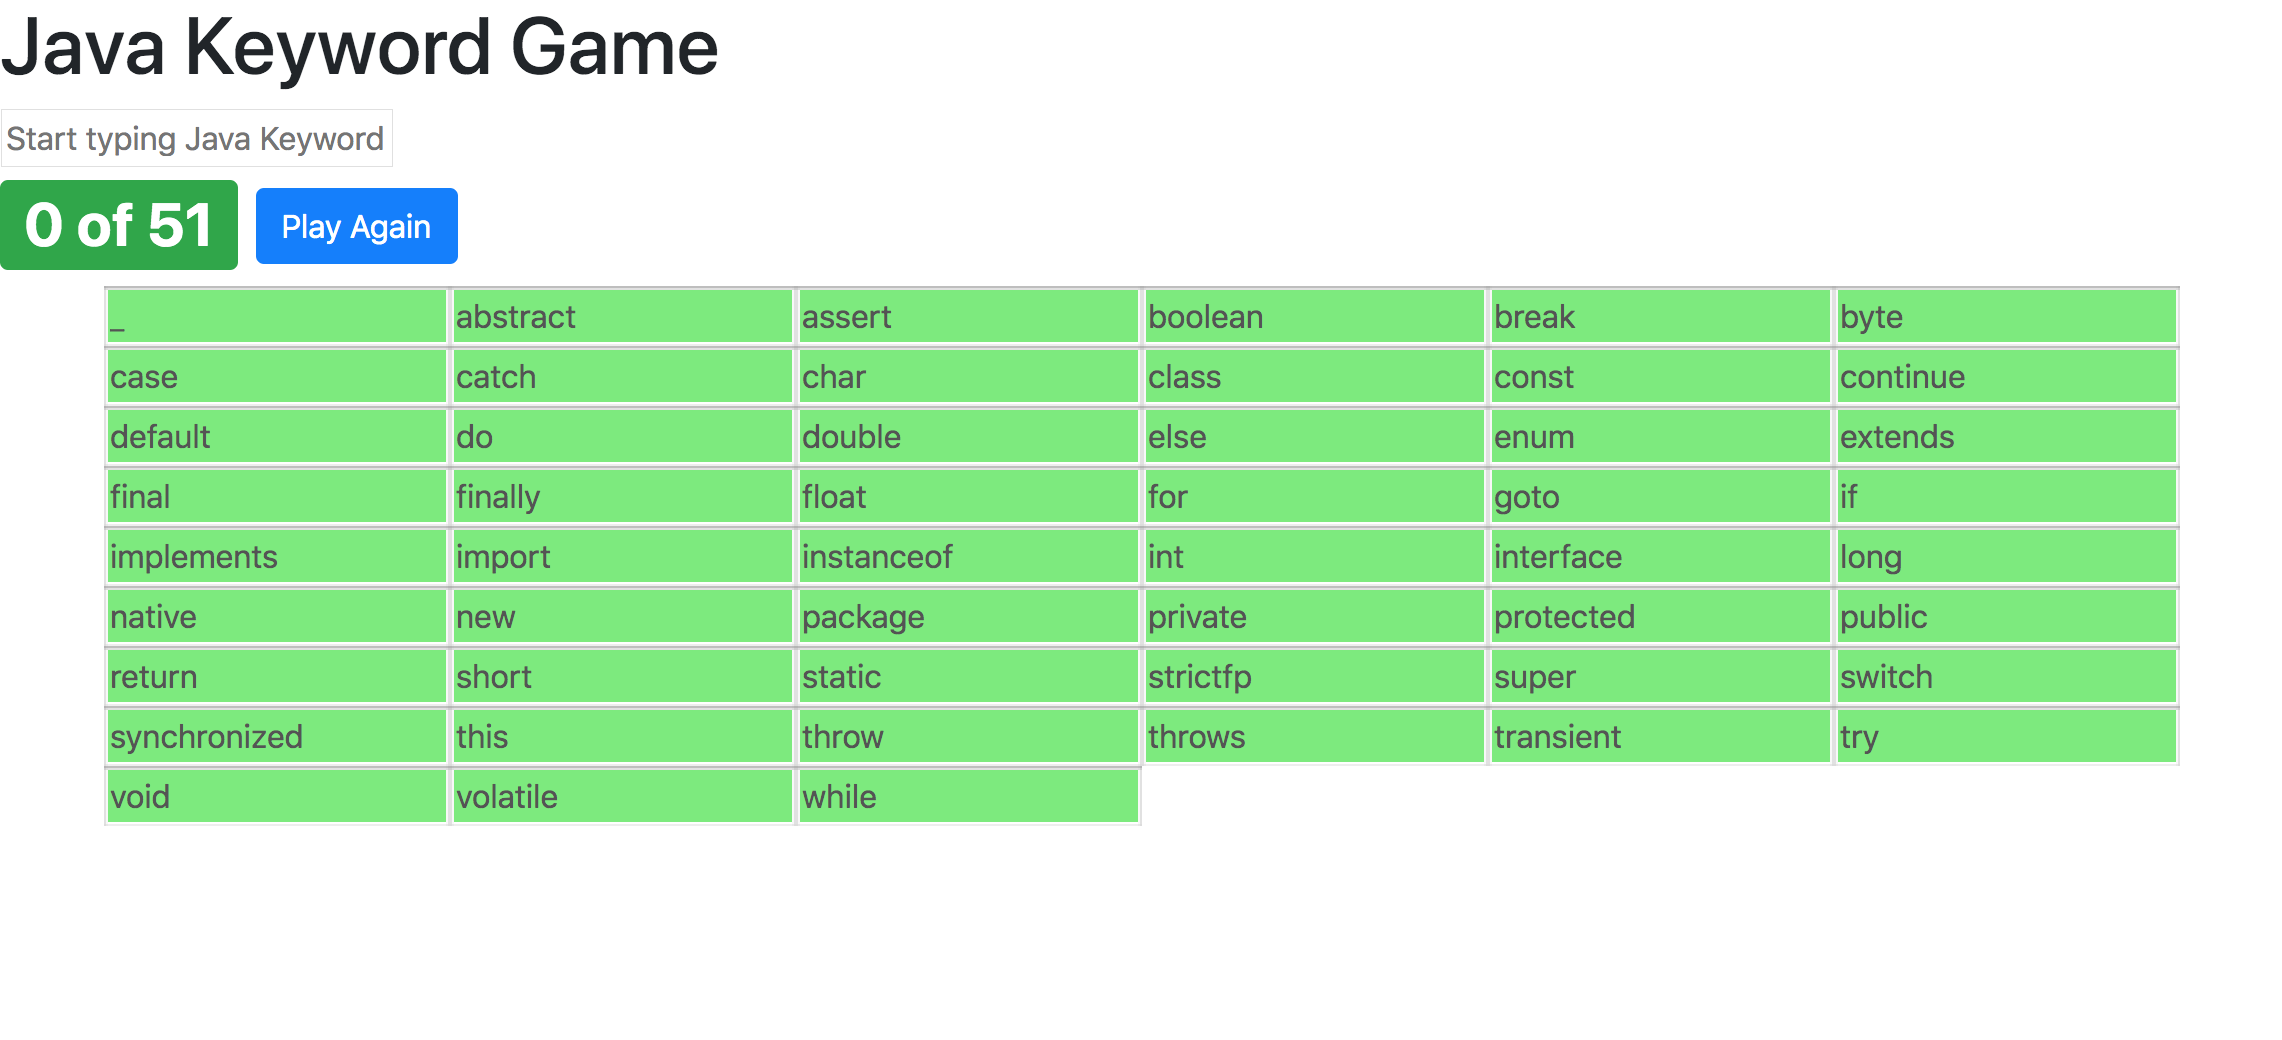 Java Keyword Game
Start typing Java Keyword
0 of 51 Play Again
_ abstract assert boolean break byte
case catch char class const continue
default do double else enum extends
final finally float for goto if
implements import instanceof int interface long
native new package private protected public
return short static strictfp super switch
synchronized this throw throws transient try
void volatile while